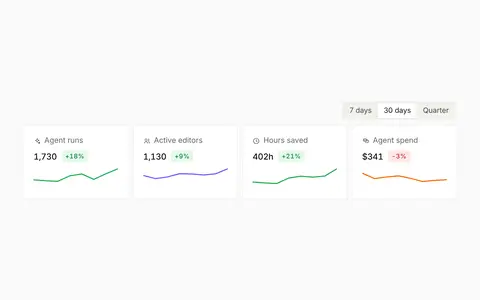 7 days 30 days Quarter
Agent runs
1,730 +18%
Active editors
1,130 +9%
Hours saved
402h +21%
Agent spend
$341 -3%